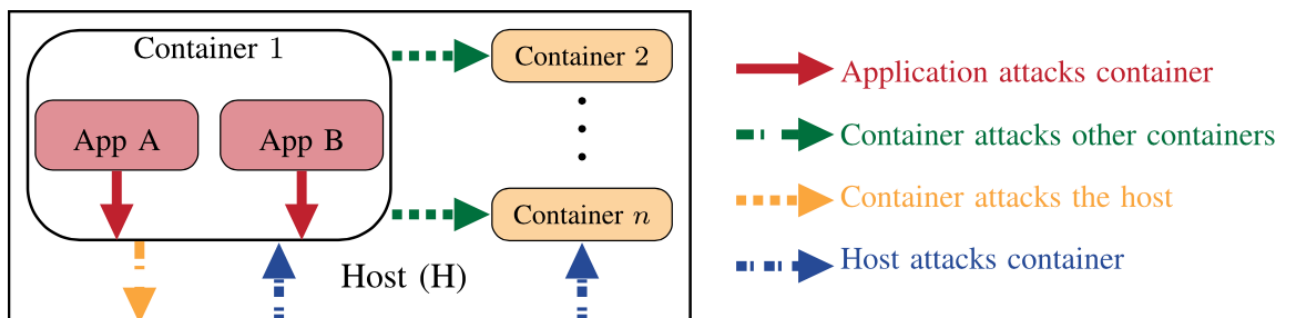 Container 1
App A
App B
Container 2
Container n
Host (H)
Application attacks container
Container attacks other containers
Container attacks the host
Host attacks container